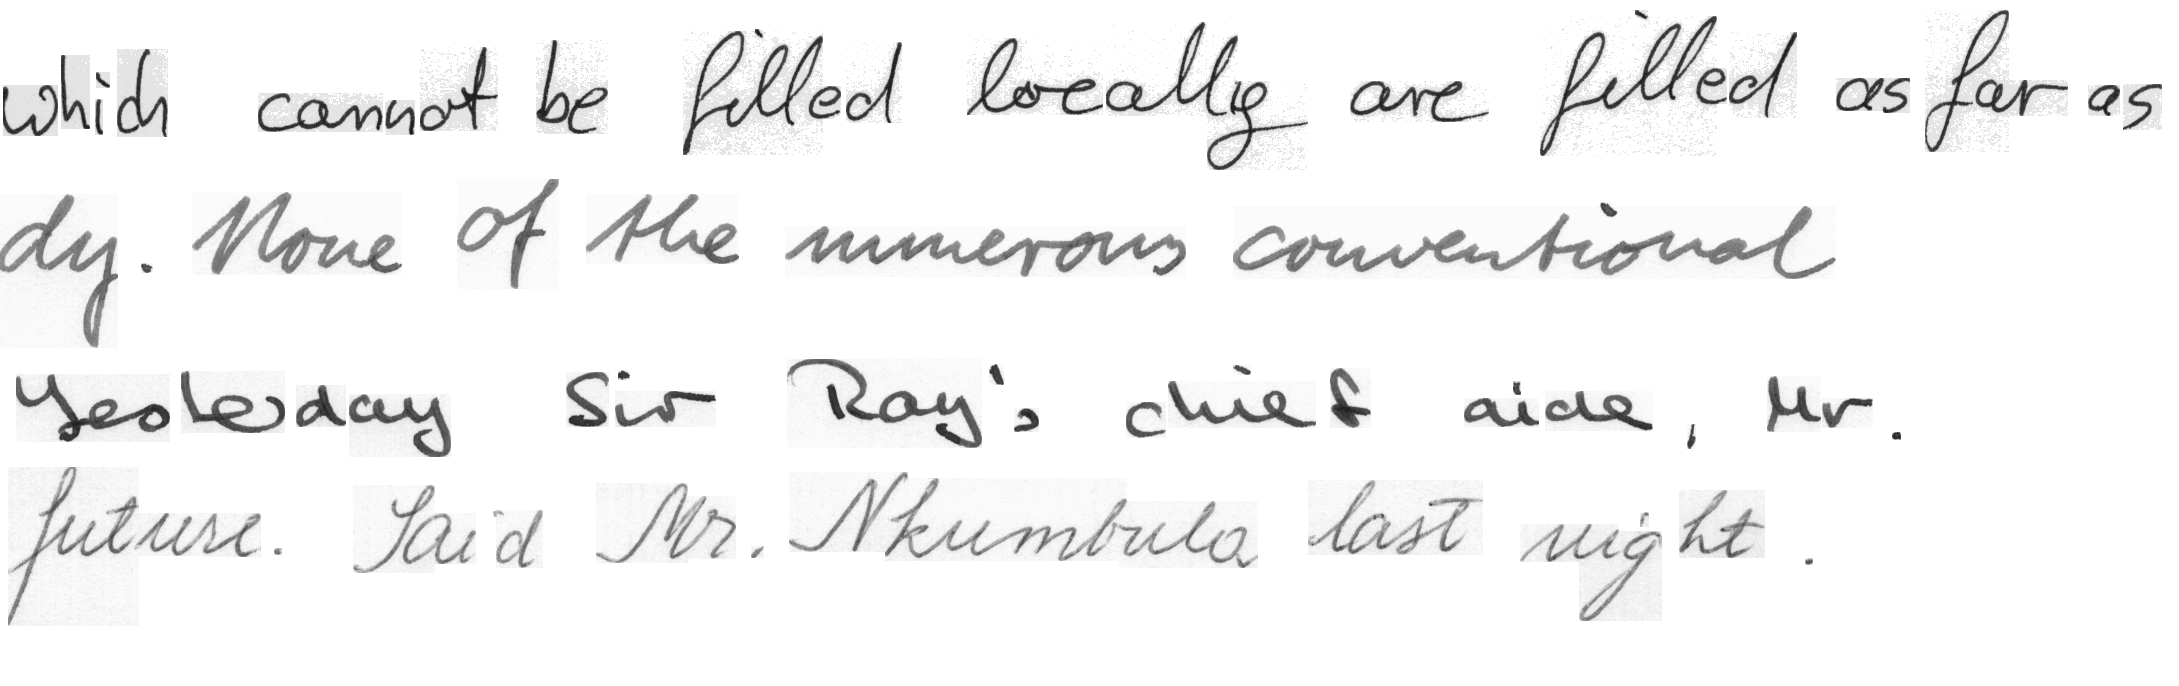 which cannot be filled locally are filled as far as
dy. None of the numerous conventional
Yesterday Sir Roy's chief aide, Mr.
future. Said Mr. Nkumbula last night.